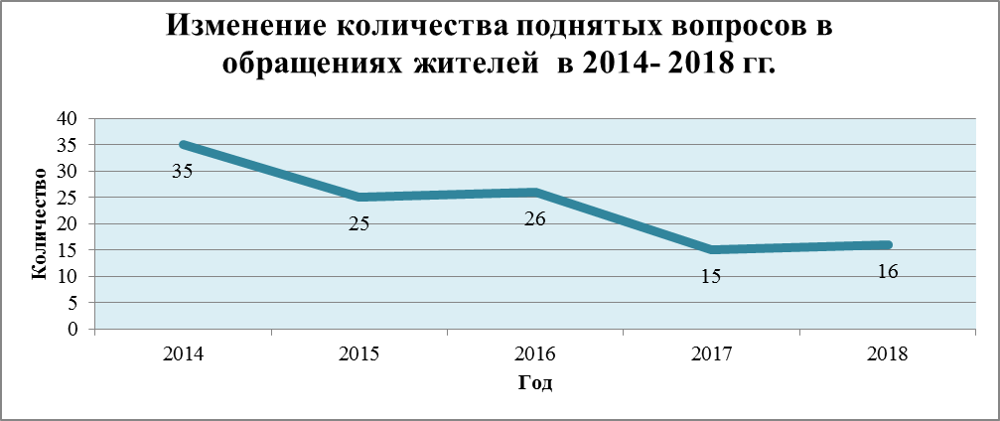 Изменение количества поднятых вопросов в
обращениях жителей  в 2014- 2018 гг.
Количество
40
35
30
25
20
15
10
5
0
35
25
26
15
16
2014 2015 2016 2017 2018
Год